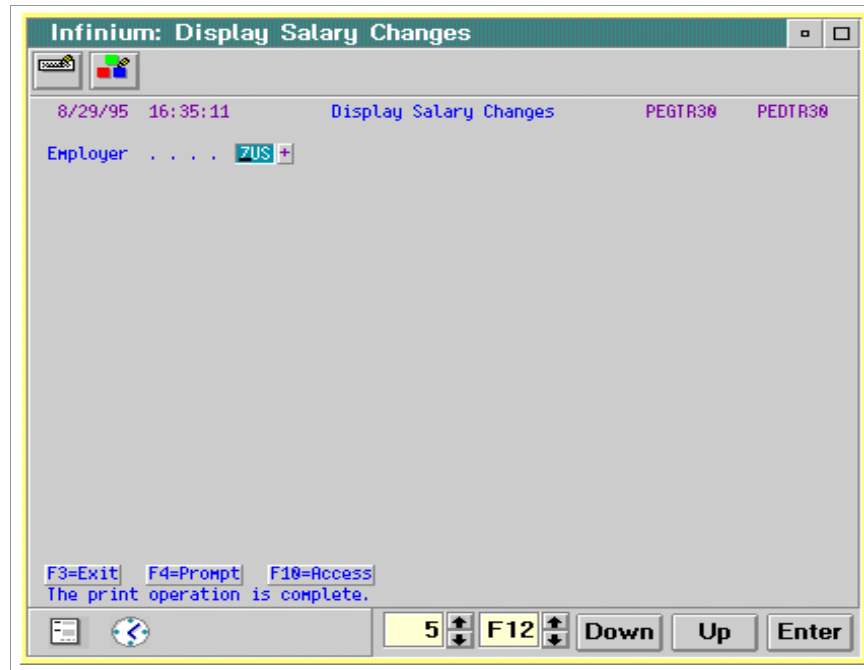 Infinium: Display Salary Changes
8/29/95 16:35:11 Display Salary Changes PEGTR30 PEDTR30
Employer . . . . ZUS +
F3=Exit F4=Prompt F10=Access
The print operation is complete.
5 F12 Down Up Enter